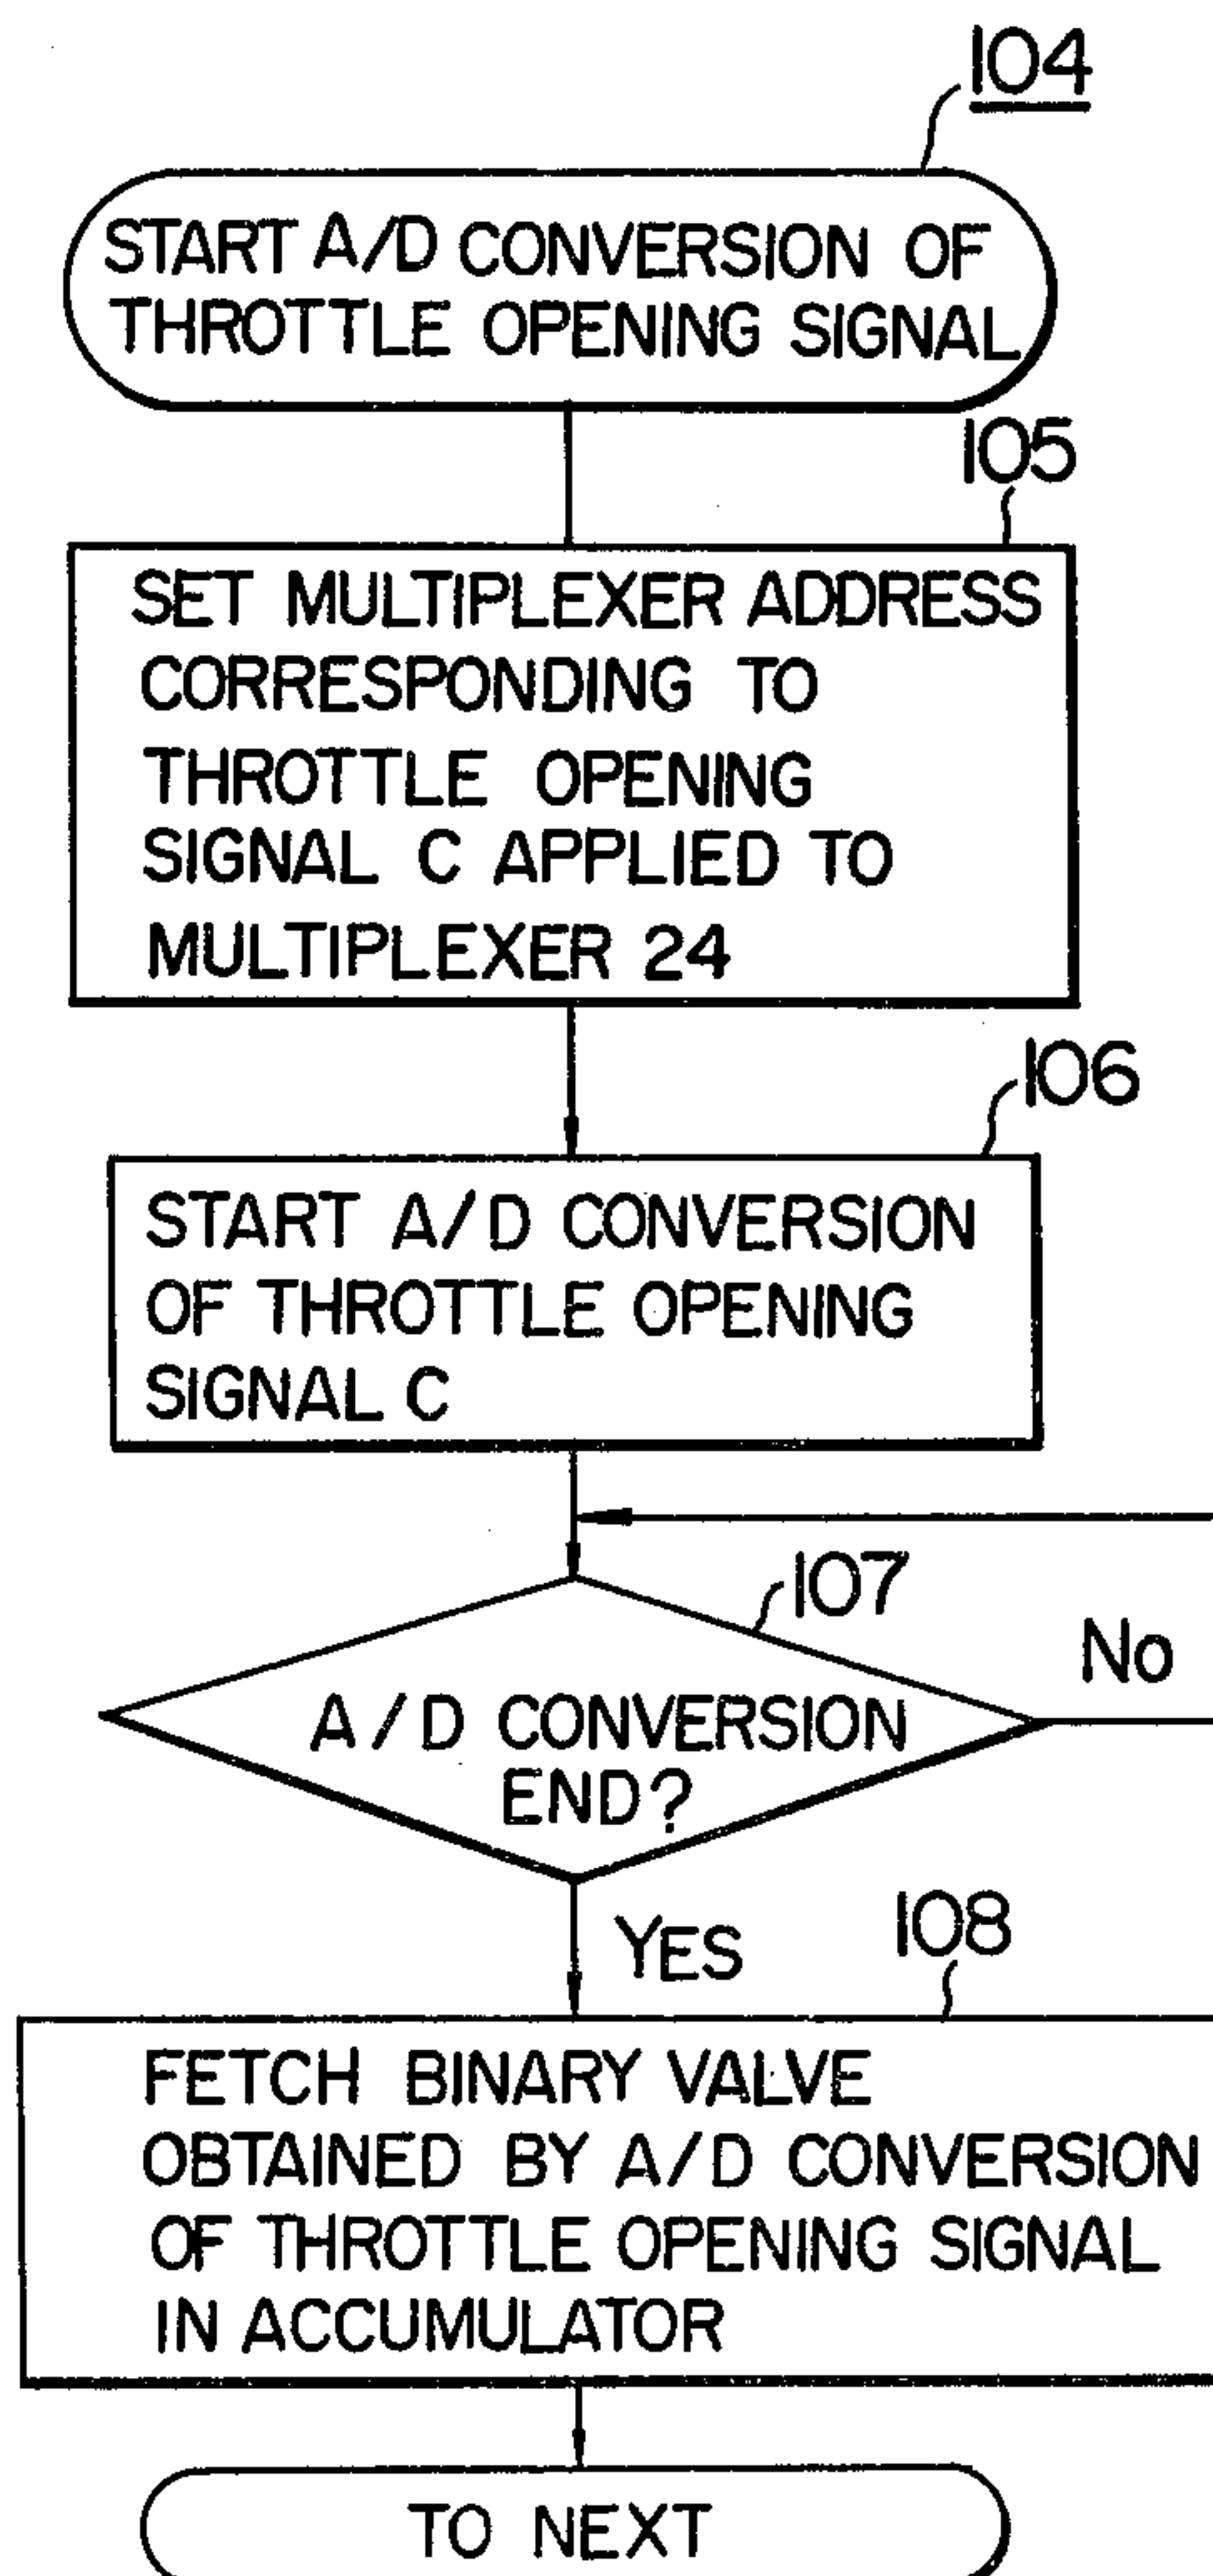 104
START A/D CONVERSION OF
THROTTLE OPENING SIGNAL
105
SET MULTIPLEXER ADDRESS
CORRESPONDING TO
THROTTLE OPENING
SIGNAL C APPLIED TO
MULTIPLEXER 24
106
START A/D CONVERSION
OF THROTTLE OPENING
SIGNAL C
107
No
A/D CONVERSION
END?
YES
108
FETCH BINARY VALVE
OBTAINED BY A/D CONVERSION
OF THROTTLE OPENING SIGNAL
IN ACCUMULATOR
TO NEXT